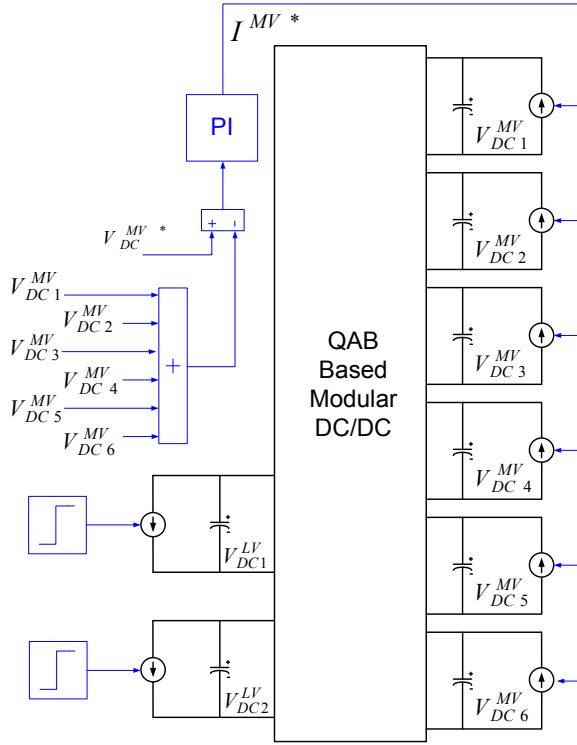 I^{MV *}
PI
+ −
V_{DC}^{MV *}
V_{DC 1}^{MV}
V_{DC 2}^{MV}
V_{DC 3}^{MV}
V_{DC 4}^{MV}
V_{DC 5}^{MV}
V_{DC 6}^{MV}
+
QAB
Based
Modular
DC/DC
+
-
V_{DC 1}^{MV}
+
-
V_{DC 2}^{MV}
+
-
V_{DC 3}^{MV}
+
-
V_{DC 4}^{MV}
+
-
V_{DC 5}^{MV}
+
-
V_{DC 6}^{MV}
+
-
V_{DC1}^{LV}
+
-
V_{DC2}^{LV}